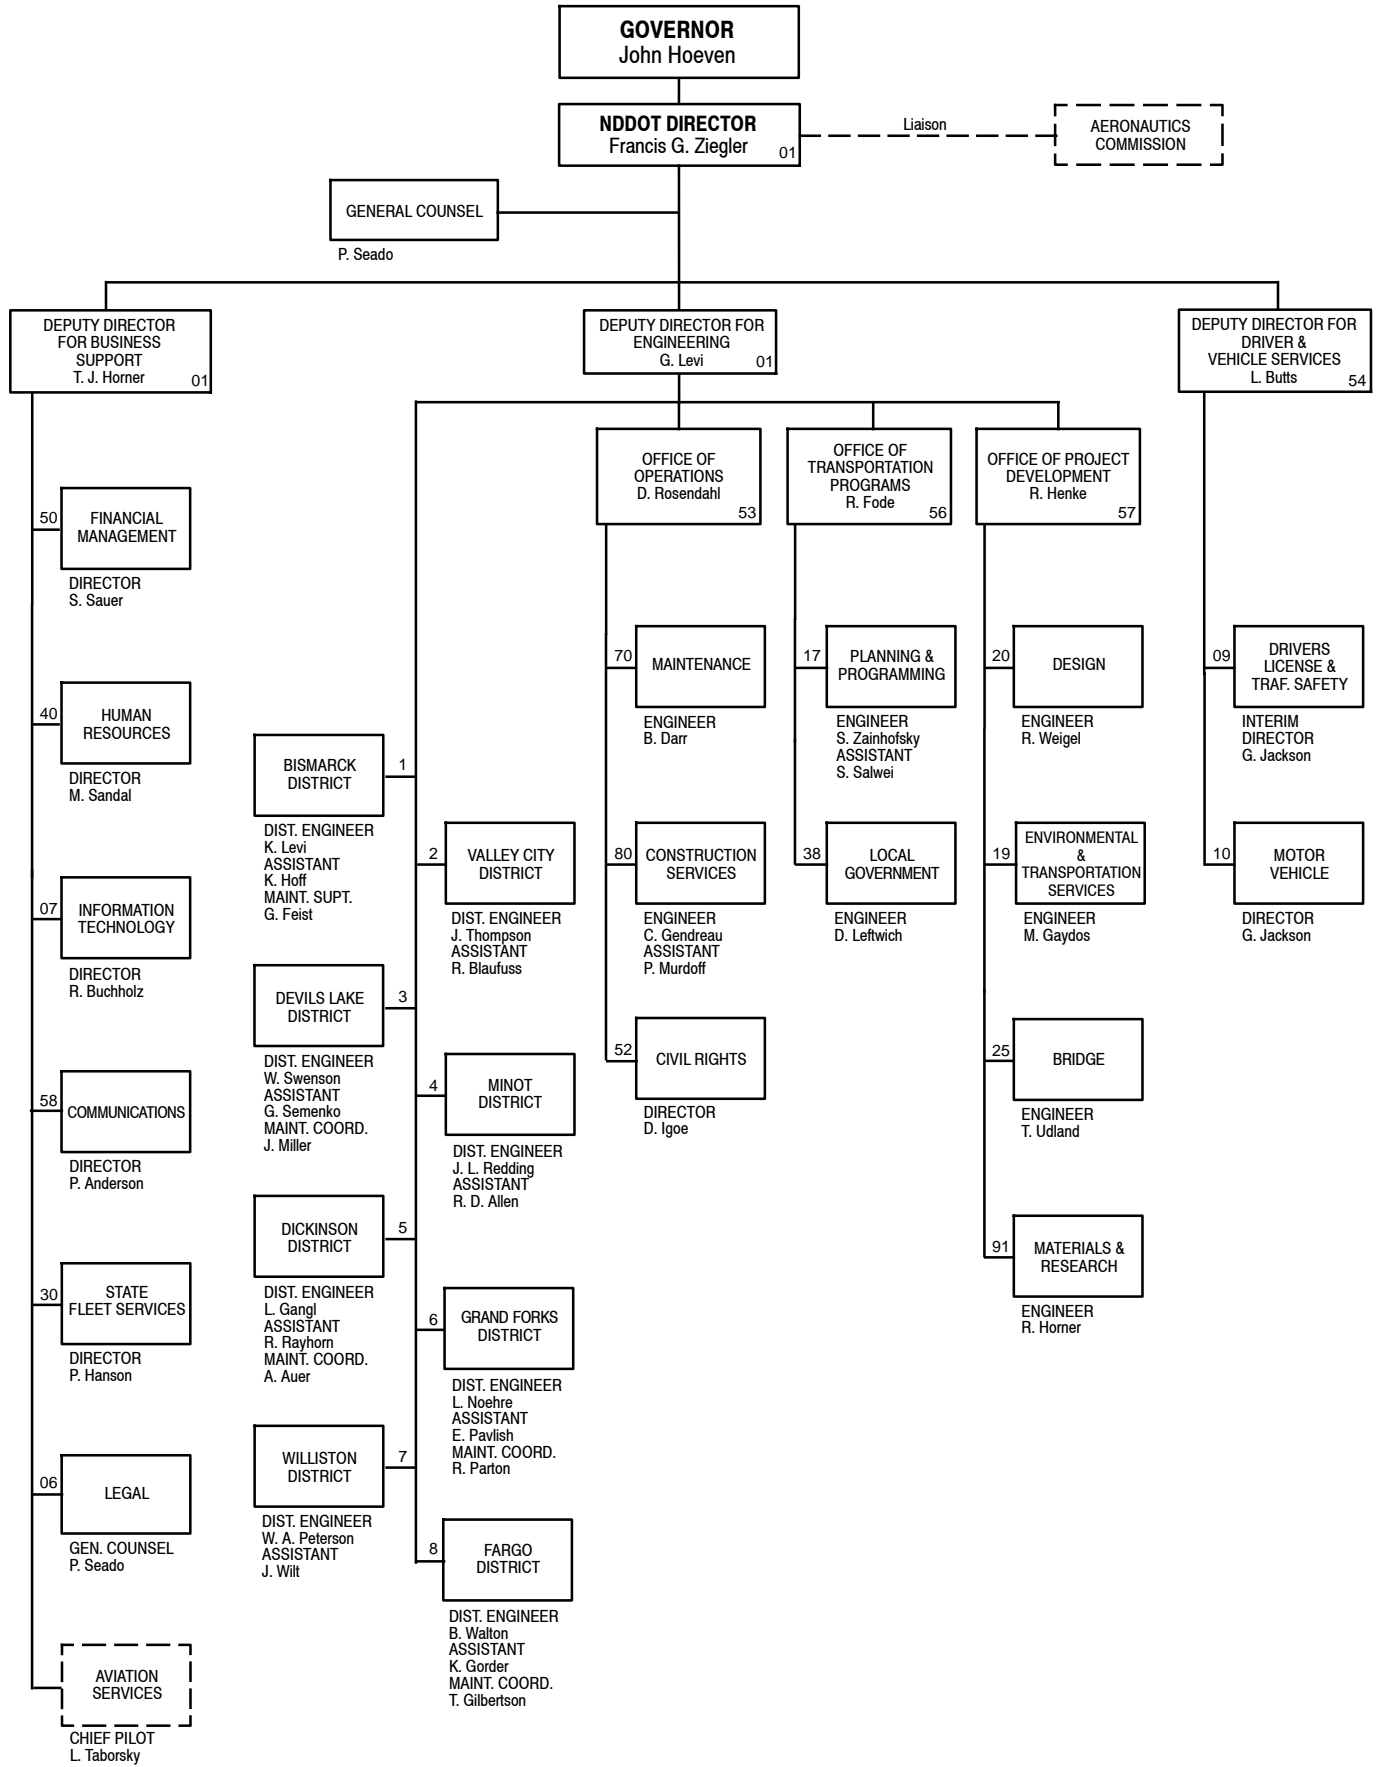 GOVERNOR
John Hoeven
NDDOT DIRECTOR
Francis G. Ziegler
01
Liaison
AERONAUTICS
COMMISSION
GENERAL COUNSEL
P. Seado
DEPUTY DIRECTOR
FOR BUSINESS
SUPPORT
T. J. Horner
01
50
FINANCIAL
MANAGEMENT
DIRECTOR
S. Sauer
40
HUMAN
RESOURCES
DIRECTOR
M. Sandal
07
INFORMATION
TECHNOLOGY
DIRECTOR
R. Buchholz
58
COMMUNICATIONS
DIRECTOR
P. Anderson
30
STATE
FLEET SERVICES
DIRECTOR
P. Hanson
06
LEGAL
GEN. COUNSEL
P. Seado
AVIATION
SERVICES
CHIEF PILOT
L. Taborsky
DEPUTY DIRECTOR FOR
ENGINEERING
G. Levi
01
BISMARCK
DISTRICT
1
DIST. ENGINEER
K. Levi
ASSISTANT
K. Hoff
MAINT. SUPT.
G. Feist
2
VALLEY CITY
DISTRICT
DIST. ENGINEER
J. Thompson
ASSISTANT
R. Blaufuss
DEVILS LAKE
DISTRICT
3
DIST. ENGINEER
W. Swenson
ASSISTANT
G. Semenko
MAINT. COORD.
J. Miller
4
MINOT
DISTRICT
DIST. ENGINEER
J. L. Redding
ASSISTANT
R. D. Allen
DICKINSON
DISTRICT
5
DIST. ENGINEER
L. Gangl
ASSISTANT
R. Rayhorn
MAINT. COORD.
A. Auer
6
GRAND FORKS
DISTRICT
DIST. ENGINEER
L. Noehre
ASSISTANT
E. Pavlish
MAINT. COORD.
R. Parton
WILLISTON
DISTRICT
7
DIST. ENGINEER
W. A. Peterson
ASSISTANT
J. Wilt
8
FARGO
DISTRICT
DIST. ENGINEER
B. Walton
ASSISTANT
K. Gorder
MAINT. COORD.
T. Gilbertson
OFFICE OF
OPERATIONS
D. Rosendahl
53
70
MAINTENANCE
ENGINEER
B. Darr
80
CONSTRUCTION
SERVICES
ENGINEER
C. Gendreau
ASSISTANT
P. Murdoff
52
CIVIL RIGHTS
DIRECTOR
D. Igoe
OFFICE OF
TRANSPORTATION
PROGRAMS
R. Fode
56
17
PLANNING &
PROGRAMMING
ENGINEER
S. Zainhofsky
ASSISTANT
S. Salwei
38
LOCAL
GOVERNMENT
ENGINEER
D. Leftwich
OFFICE OF PROJECT
DEVELOPMENT
R. Henke
57
20
DESIGN
ENGINEER
R. Weigel
19
ENVIRONMENTAL
&
TRANSPORTATION
SERVICES
ENGINEER
M. Gaydos
25
BRIDGE
ENGINEER
T. Udland
91
MATERIALS &
RESEARCH
ENGINEER
R. Horner
DEPUTY DIRECTOR FOR
DRIVER &
VEHICLE SERVICES
L. Butts
54
09
DRIVERS
LICENSE &
TRAF. SAFETY
INTERIM
DIRECTOR
G. Jackson
10
MOTOR
VEHICLE
DIRECTOR
G. Jackson